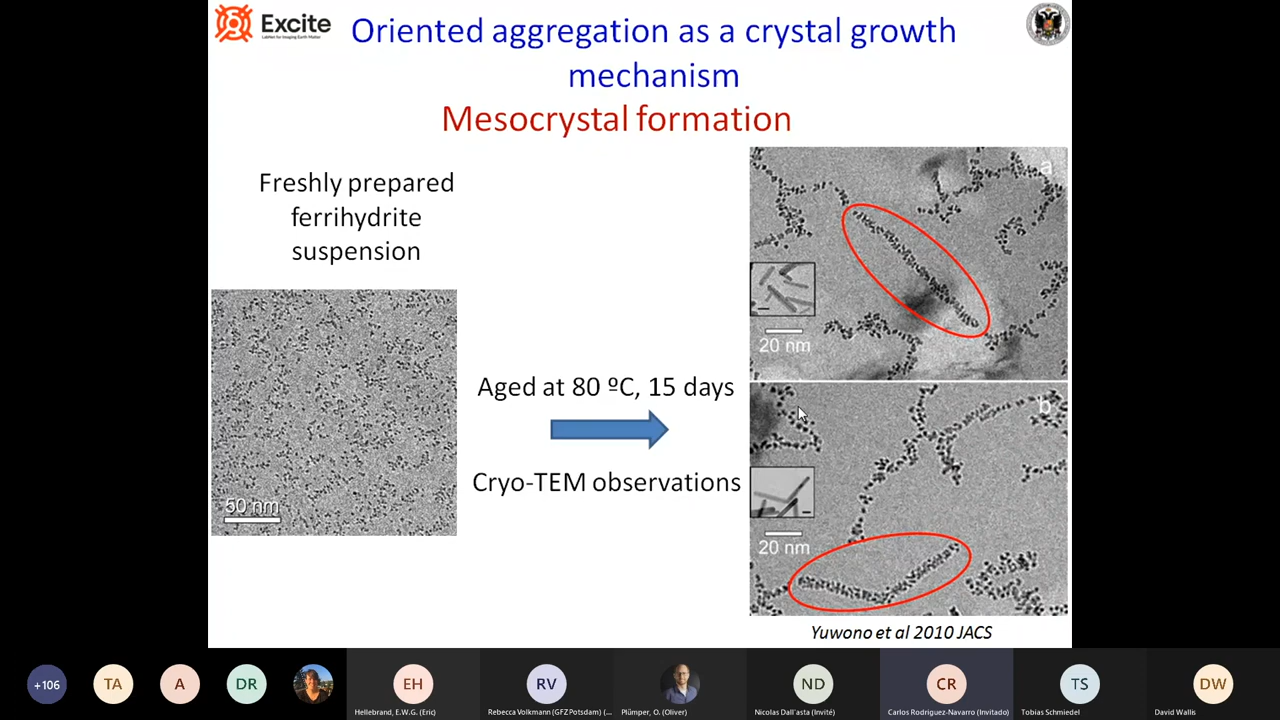 Excite
Oriented aggregation as a crystal growth
mechanism
Mesocrystal formation
Freshly prepared
ferrihydrite
suspension
50 nm
Aged at 80 ºC, 15 days
Cryo-TEM observations
a
20 nm
b
20 nm
Yuwono et al 2010 JACS
+106
TA
A
DR
EH
Hellebrand, E.W.G. (Eric)
RV
Rebecca Volkmann (GFZ Potsdam) (...
Plümper, O. (Oliver)
ND
Nicolas Dall'asta (Invité)
CR
Carlos Rodriguez-Navarro (Invitado)
TS
Tobias Schmiedel
DW
David Wallis